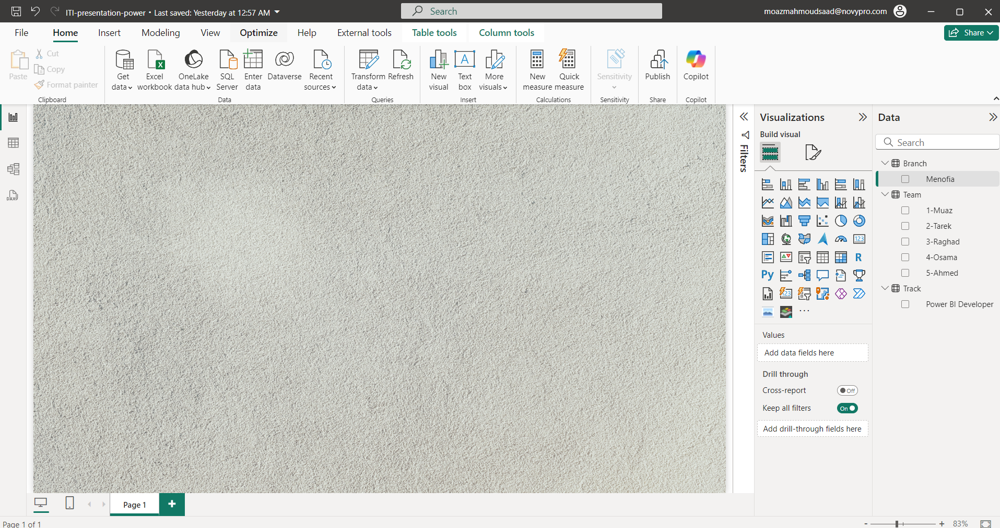 ITI-presentation-power • Last saved: Yesterday at 12:57 AM
Search
moazmahmoudsaad@novypro.com
File Home Insert Modeling View Optimize Help External tools Table tools Column tools
Share
Paste
Cut
Copy
Format painter
Clipboard
Get data
Excel workbook
OneLake data hub
SQL Server
Enter data
Dataverse
Recent sources
Data
Transform data
Refresh
Queries
New visual
Text box
More visuals
Insert
New measure
Quick measure
Calculations
Sensitivity
Sensitivity
Publish
Share
Copilot
Copilot
DAX
Filters
Visualizations
Build visual
123
R
Py
123
Values
Add data fields here
Drill through
Cross-report
Off
Keep all filters
On
Add drill-through fields here
Data
Search
Branch
Menofia
Team
1-Muaz
2-Tarek
3-Raghad
4-Osama
5-Ahmed
Track
Power BI Developer
Page 1
Page 1 of 1
83%